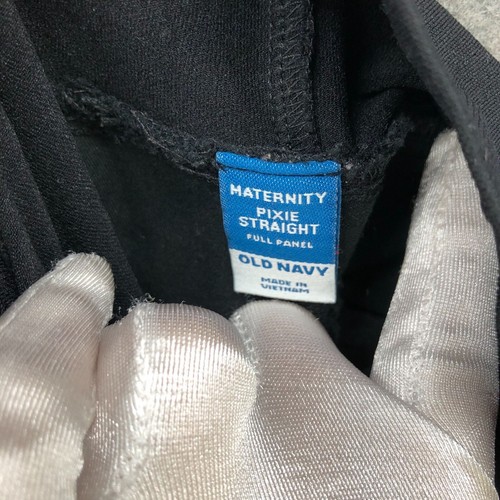 MATERNITY
PIXIE
STRAIGHT
FULL PANEL
OLD NAVY
MADE IN
VIETNAM